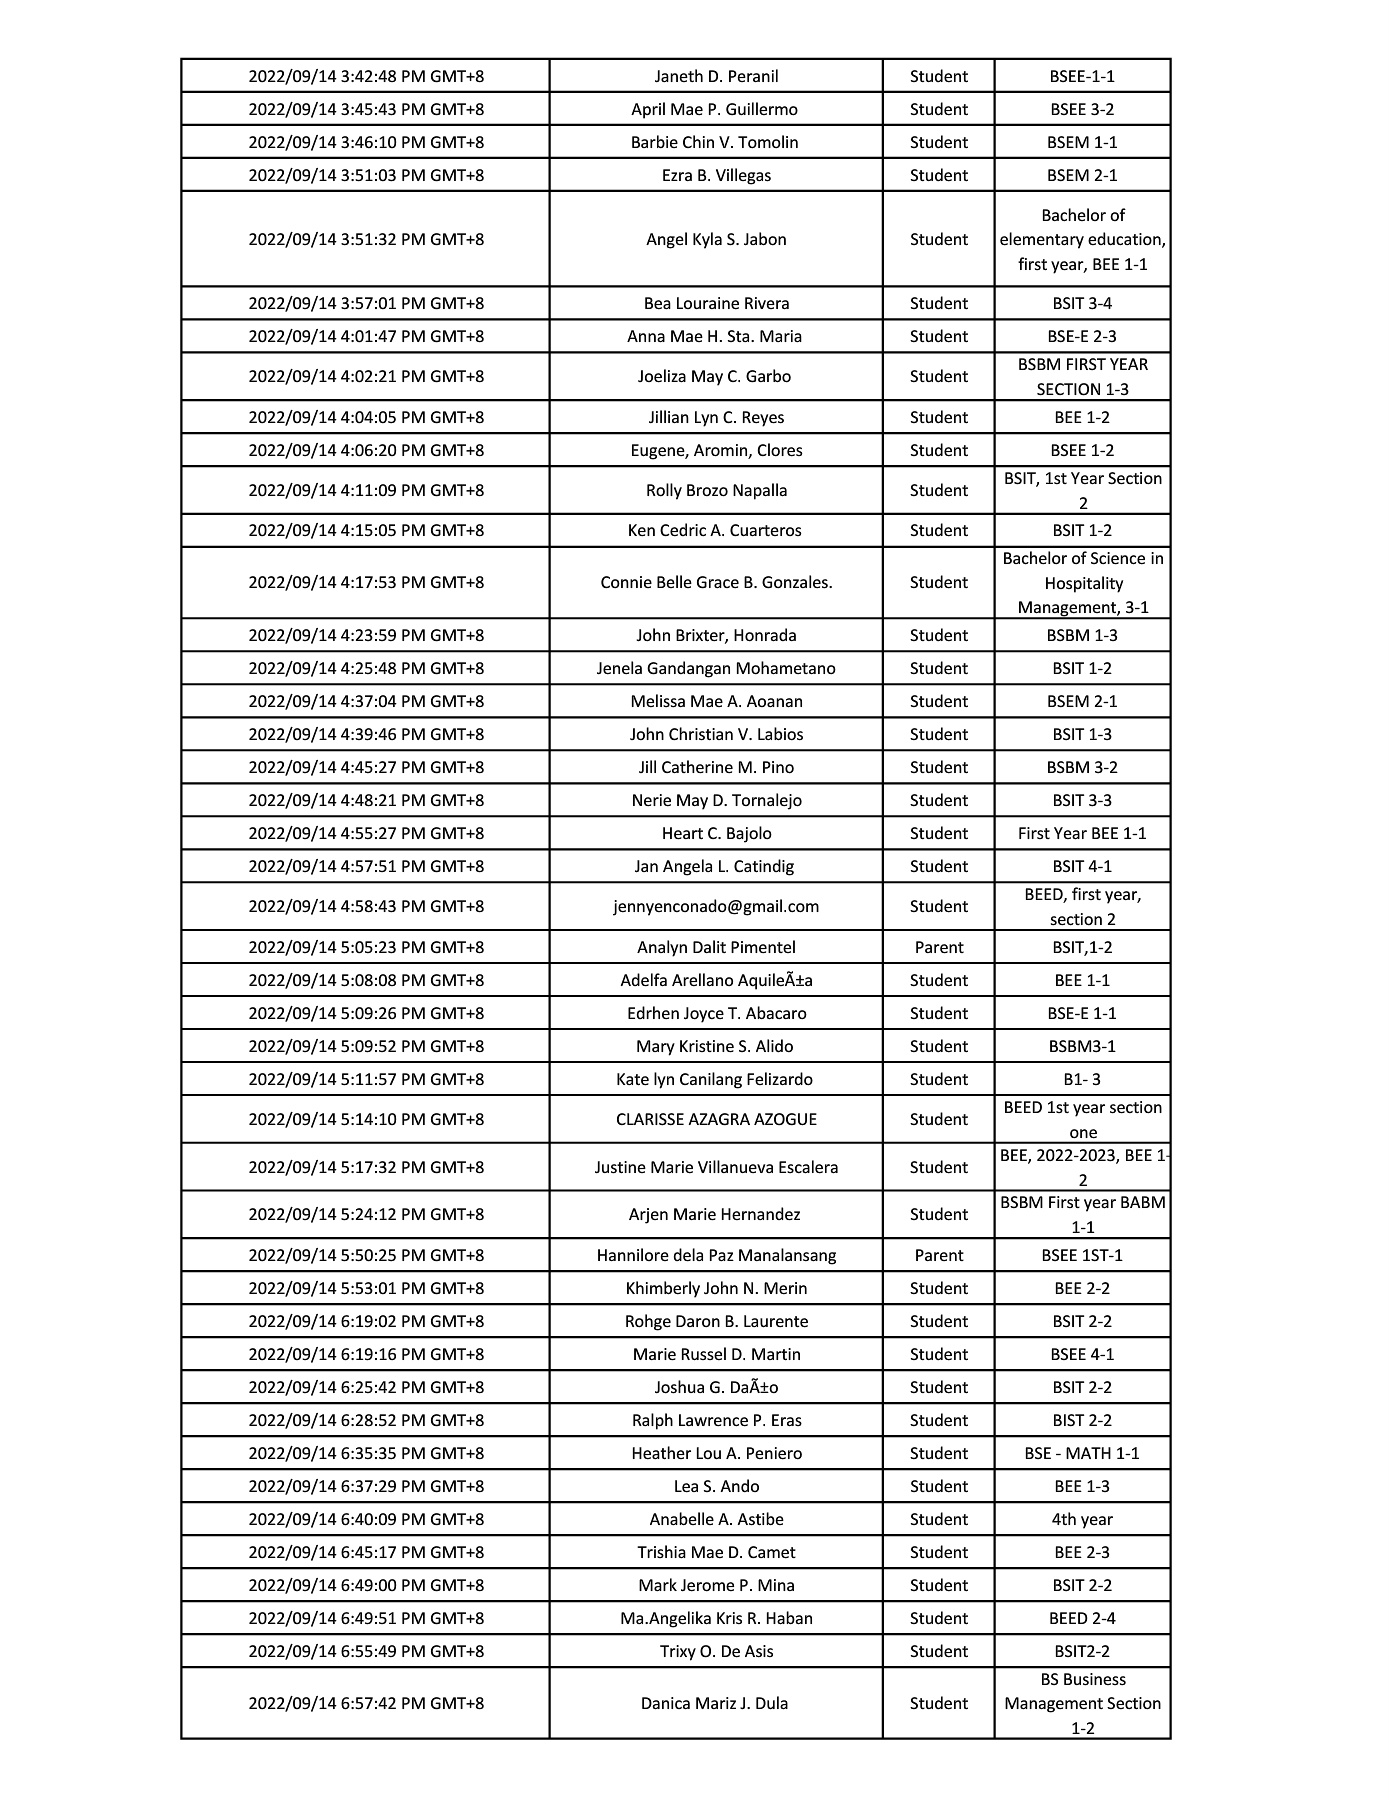 2022/09/14 3:42:48 PM GMT+8 Janeth D. Peranil Student BSEE-1-1
2022/09/14 3:45:43 PM GMT+8 April Mae P. Guillermo Student BSEE 3-2
2022/09/14 3:46:10 PM GMT+8 Barbie Chin V. Tomolin Student BSEM 1-1
2022/09/14 3:51:03 PM GMT+8 Ezra B. Villegas Student BSEM 2-1
Bachelor of
2022/09/14 3:51:32 PM GMT+8 Angel Kyla S. Jabon Student elementary education,
first year, BEE 1-1
2022/09/14 3:57:01 PM GMT+8 Bea Louraine Rivera Student BSIT 3-4
2022/09/14 4:01:47 PM GMT+8 Anna Mae H. Sta. Maria Student BSE-E 2-3
2022/09/14 4:02:21 PM GMT+8 Joeliza May C. Garbo Student BSBM FIRST YEAR
SECTION 1-3
2022/09/14 4:04:05 PM GMT+8 Jillian Lyn C. Reyes Student BEE 1-2
2022/09/14 4:06:20 PM GMT+8 Eugene, Aromin, Clores Student BSEE 1-2
2022/09/14 4:11:09 PM GMT+8 Rolly Brozo Napalla Student BSIT, 1st Year Section
2
2022/09/14 4:15:05 PM GMT+8 Ken Cedric A. Cuarteros Student BSIT 1-2
Bachelor of Science in
2022/09/14 4:17:53 PM GMT+8 Connie Belle Grace B. Gonzales. Student Hospitality
Management, 3-1
2022/09/14 4:23:59 PM GMT+8 John Brixter, Honrada Student BSBM 1-3
2022/09/14 4:25:48 PM GMT+8 Jenela Gandangan Mohametano Student BSIT 1-2
2022/09/14 4:37:04 PM GMT+8 Melissa Mae A. Aoanan Student BSEM 2-1
2022/09/14 4:39:46 PM GMT+8 John Christian V. Labios Student BSIT 1-3
2022/09/14 4:45:27 PM GMT+8 Jill Catherine M. Pino Student BSBM 3-2
2022/09/14 4:48:21 PM GMT+8 Nerie May D. Tornalejo Student BSIT 3-3
2022/09/14 4:55:27 PM GMT+8 Heart C. Bajolo Student First Year BEE 1-1
2022/09/14 4:57:51 PM GMT+8 Jan Angela L. Catindig Student BSIT 4-1
2022/09/14 4:58:43 PM GMT+8 jennyenconado@gmail.com Student BEED, first year,
section 2
2022/09/14 5:05:23 PM GMT+8 Analyn Dalit Pimentel Parent BSIT,1-2
2022/09/14 5:08:08 PM GMT+8 Adelfa Arellano AquileÃ±a Student BEE 1-1
2022/09/14 5:09:26 PM GMT+8 Edrhen Joyce T. Abacaro Student BSE-E 1-1
2022/09/14 5:09:52 PM GMT+8 Mary Kristine S. Alido Student BSBM3-1
2022/09/14 5:11:57 PM GMT+8 Kate lyn Canilang Felizardo Student B1- 3
2022/09/14 5:14:10 PM GMT+8 CLARISSE AZAGRA AZOGUE Student BEED 1st year section
one
2022/09/14 5:17:32 PM GMT+8 Justine Marie Villanueva Escalera Student BEE, 2022-2023, BEE 1-
2
2022/09/14 5:24:12 PM GMT+8 Arjen Marie Hernandez Student BSBM First year BABM
1-1
2022/09/14 5:50:25 PM GMT+8 Hannilore dela Paz Manalansang Parent BSEE 1ST-1
2022/09/14 5:53:01 PM GMT+8 Khimberly John N. Merin Student BEE 2-2
2022/09/14 6:19:02 PM GMT+8 Rohge Daron B. Laurente Student BSIT 2-2
2022/09/14 6:19:16 PM GMT+8 Marie Russel D. Martin Student BSEE 4-1
2022/09/14 6:25:42 PM GMT+8 Joshua G. DaÃ±o Student BSIT 2-2
2022/09/14 6:28:52 PM GMT+8 Ralph Lawrence P. Eras Student BIST 2-2
2022/09/14 6:35:35 PM GMT+8 Heather Lou A. Peniero Student BSE - MATH 1-1
2022/09/14 6:37:29 PM GMT+8 Lea S. Ando Student BEE 1-3
2022/09/14 6:40:09 PM GMT+8 Anabelle A. Astibe Student 4th year
2022/09/14 6:45:17 PM GMT+8 Trishia Mae D. Camet Student BEE 2-3
2022/09/14 6:49:00 PM GMT+8 Mark Jerome P. Mina Student BSIT 2-2
2022/09/14 6:49:51 PM GMT+8 Ma.Angelika Kris R. Haban Student BEED 2-4
2022/09/14 6:55:49 PM GMT+8 Trixy O. De Asis Student BSIT2-2
BS Business
2022/09/14 6:57:42 PM GMT+8 Danica Mariz J. Dula Student Management Section
1-2